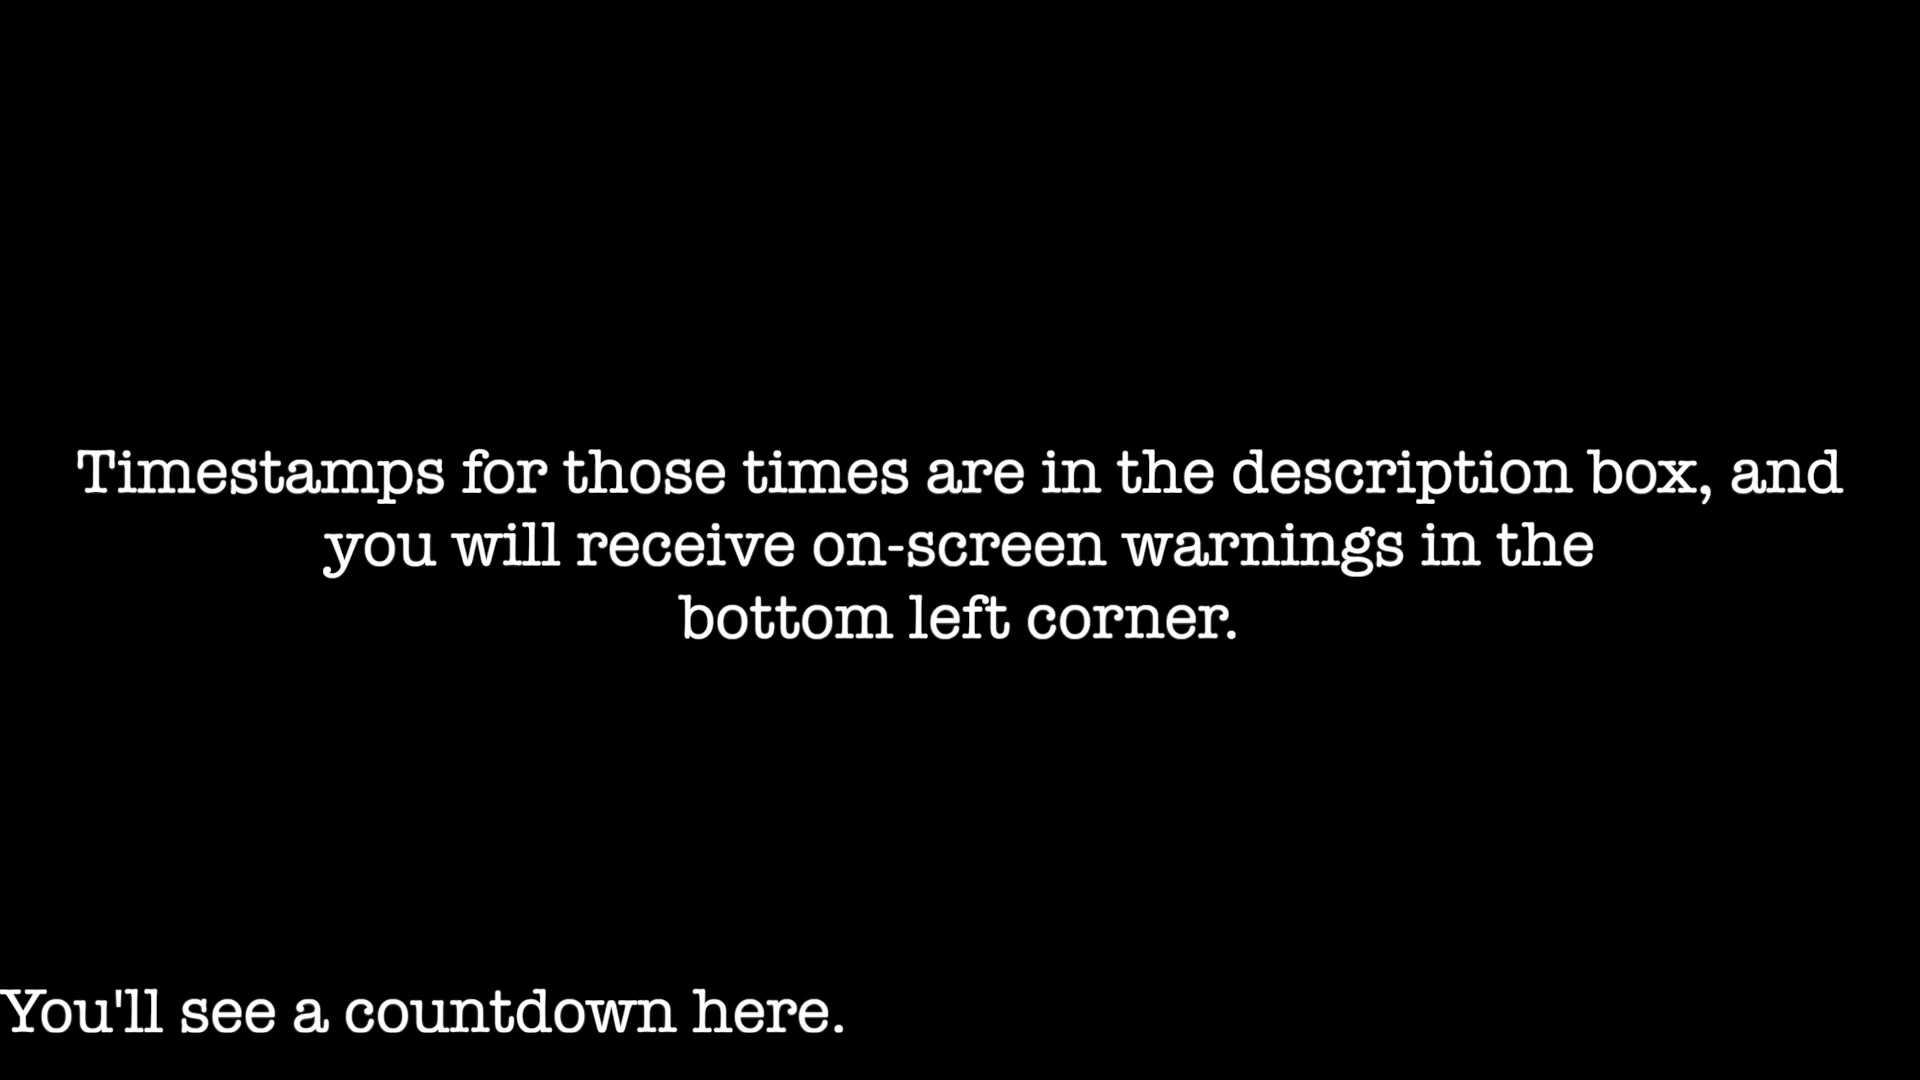 Timestamps for those times are in the description box, and
you will receive on-screen warnings in the
bottom left corner.
You'll see a countdown here.